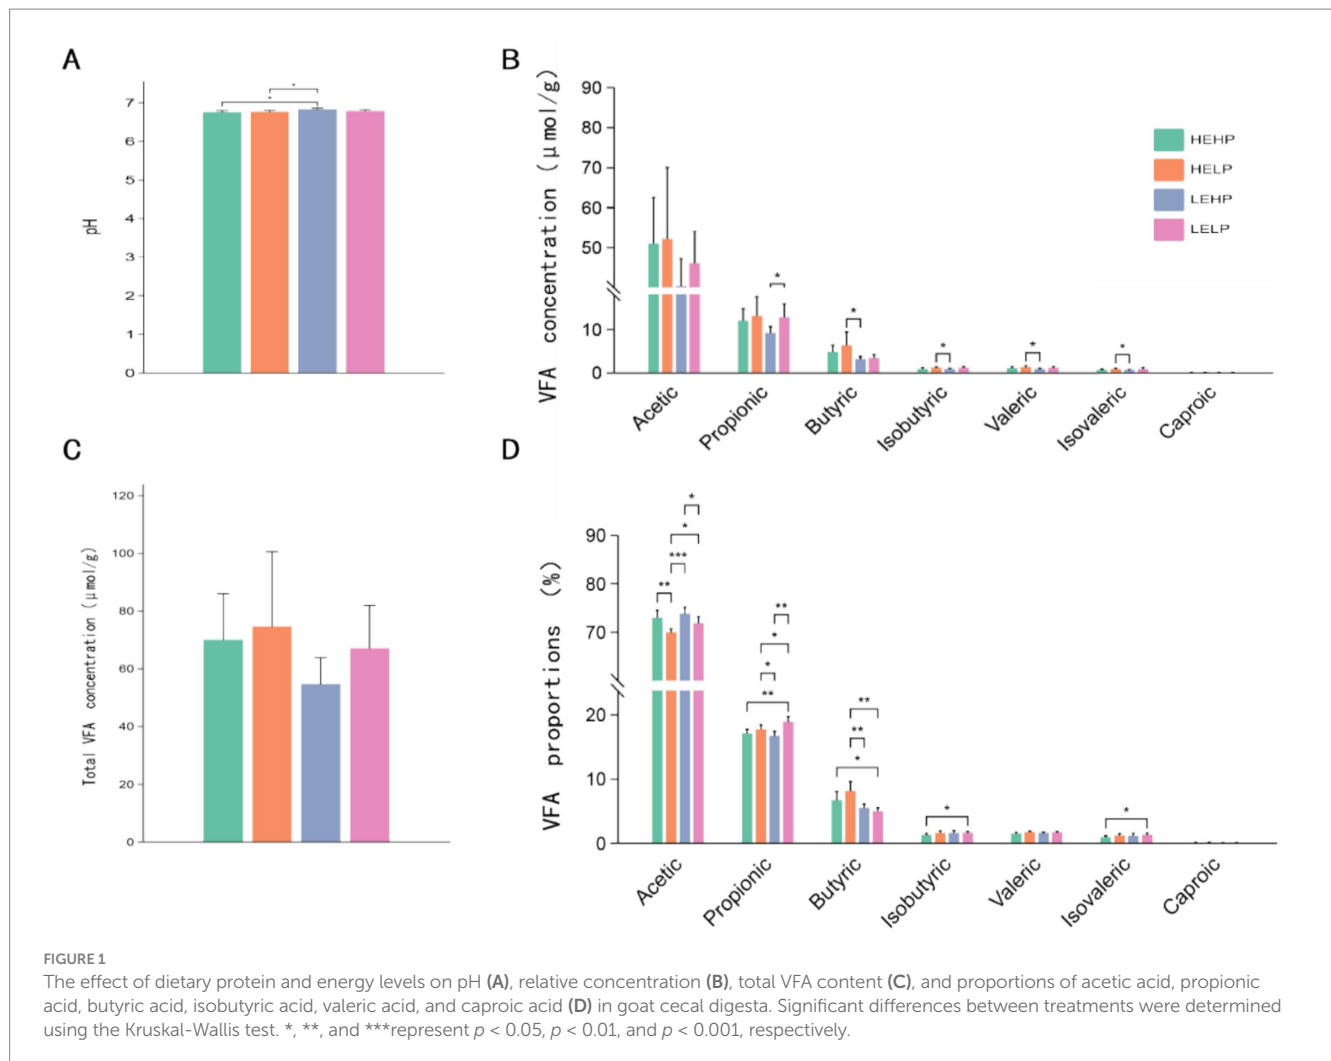 A
pH
7
6
5
4
3
2
1
0
*
*
B
VFA concentration (μmol/g)
90
80
70
60
50
10
0
*
*
*
*
*
Acetic
Propionic
Butyric
Isobutyric
Valeric
Isovaleric
Caproic
HEHP
HELP
LEHP
LELP
C
Total VFA concentration (μmol/g)
120
100
80
60
40
20
0
D
VFA proportions (%)
90
80
70
20
10
0
*
*
***
**
**
*
*
**
**
**
*
*
*
Acetic
Propionic
Butyric
Isobutyric
Valeric
Isovaleric
Caproic
FIGURE 1
The effect of dietary protein and energy levels on pH (A), relative concentration (B), total VFA content (C), and proportions of acetic acid, propionic
acid, butyric acid, isobutyric acid, valeric acid, and caproic acid (D) in goat cecal digesta. Significant differences between treatments were determined
using the Kruskal-Wallis test. *, **, and ***represent p < 0.05, p < 0.01, and p < 0.001, respectively.